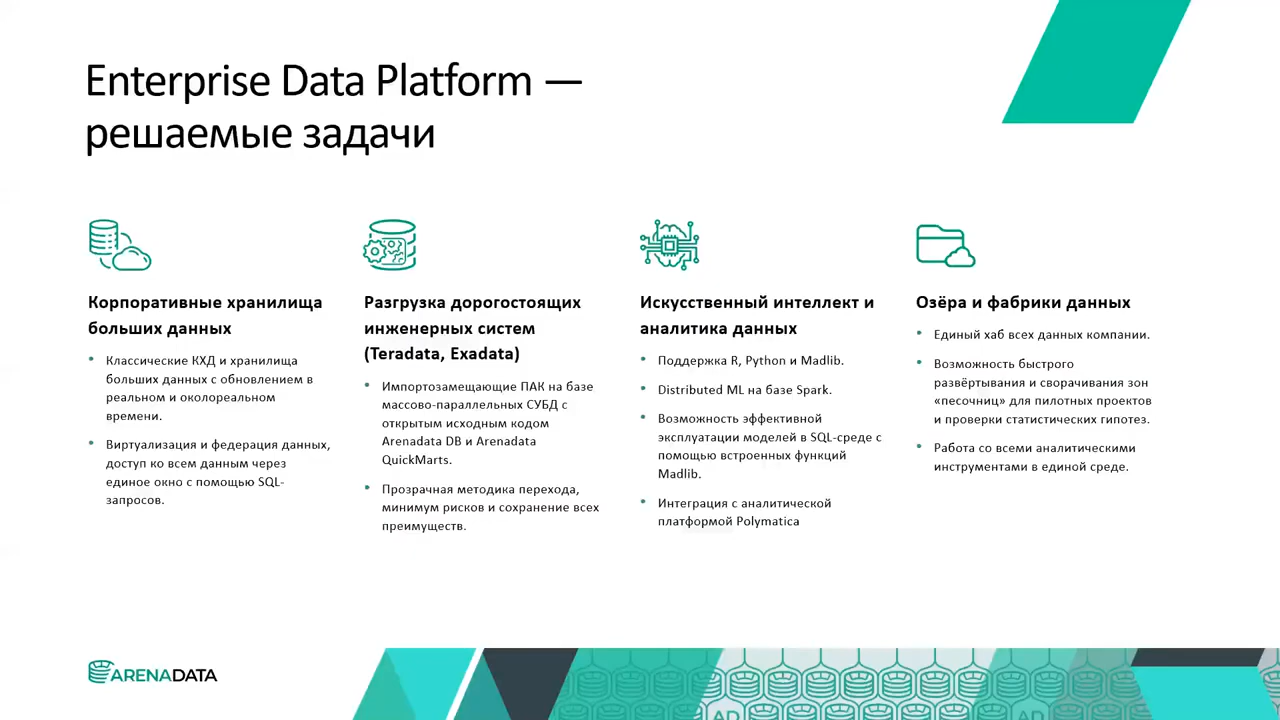 Enterprise Data Platform —
решаемые задачи
Корпоративные хранилища
больших данных
• Классические КХД и хранилища
больших данных с обновлением в
реальном и околореальном
времени.
• Виртуализация и федерация данных,
доступ ко всем данным через
единое окно с помощью SQL-
запросов.
Разгрузка дорогостоящих
инженерных систем
(Teradata, Exadata)
• Импортозамещающие ПАК на базе
массово-параллельных СУБД с
открытым исходным кодом
Arenadata DB и Arenadata
QuickMarts.
• Прозрачная методика перехода,
минимум рисков и сохранение всех
преимуществ.
Искусственный интеллект и
аналитика данных
• Поддержка R, Python и Madlib.
• Distributed ML на базе Spark.
• Возможность эффективной
эксплуатации моделей в SQL-среде с
помощью встроенных функций
Madlib.
• Интеграция с аналитической
платформой Polymatica
Озёра и фабрики данных
• Единый хаб всех данных компании.
• Возможность быстрого
развёртывания и сворачивания зон
«песочниц» для пилотных проектов
и проверки статистических гипотез.
• Работа со всеми аналитическими
инструментами в единой среде.
ARENADATA
AD
AD